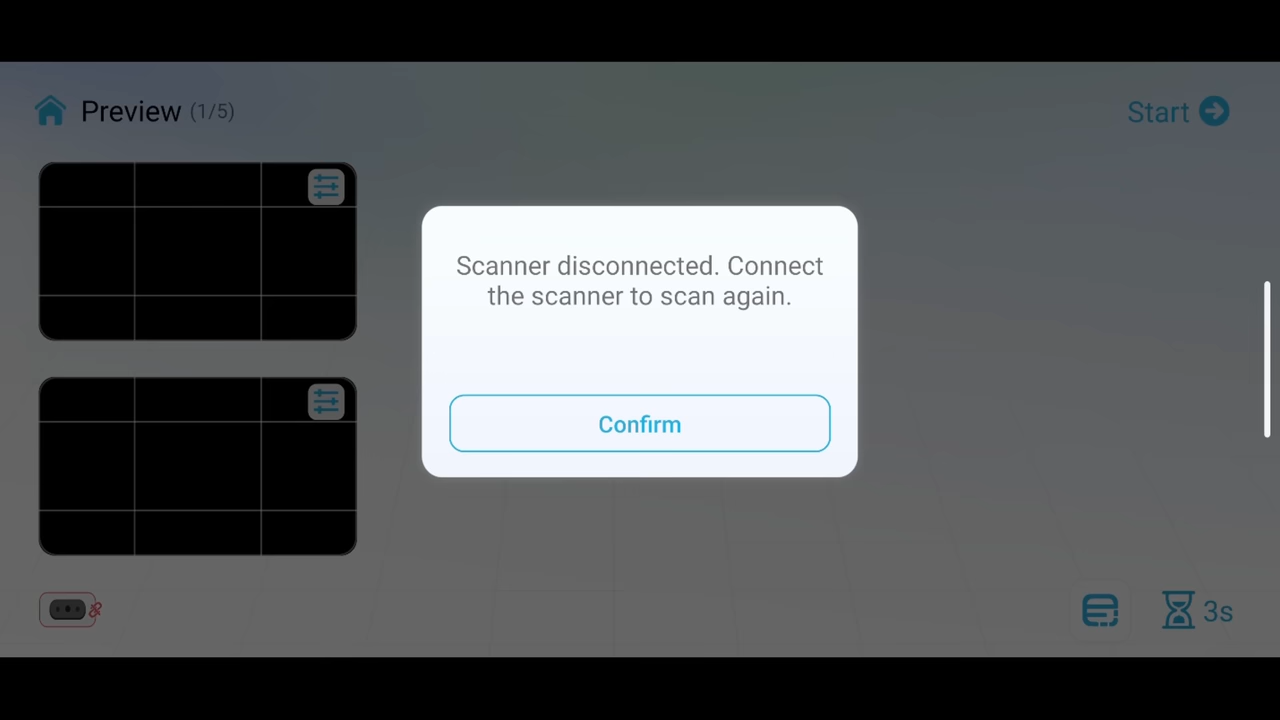 Preview (1/5)
Start
Scanner disconnected. Connect
the scanner to scan again.
Confirm
3s